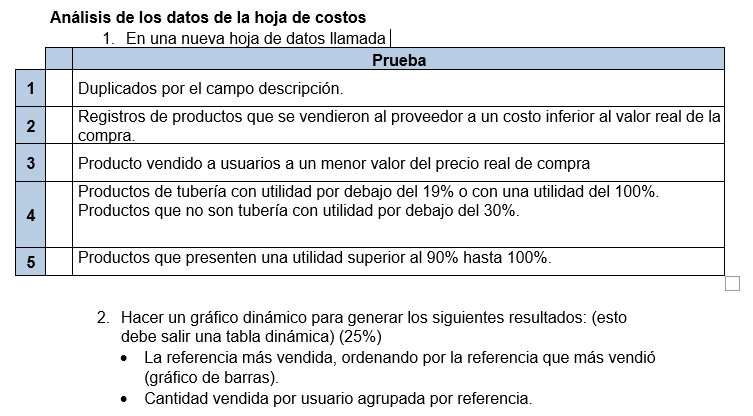 Análisis de los datos de la hoja de costos
1. En una nueva hoja de datos llamada
Prueba
1 Duplicados por el campo descripción.
2 Registros de productos que se vendieron al proveedor a un costo inferior al valor real de la
compra.
3 Producto vendido a usuarios a un menor valor del precio real de compra
4 Productos de tubería con utilidad por debajo del 19% o con una utilidad del 100%.
Productos que no son tubería con utilidad por debajo del 30%.
5 Productos que presenten una utilidad superior al 90% hasta 100%.
2. Hacer un gráfico dinámico para generar los siguientes resultados: (esto
debe salir una tabla dinámica) (25%)
• La referencia más vendida, ordenando por la referencia que más vendió
(gráfico de barras).
• Cantidad vendida por usuario agrupada por referencia.